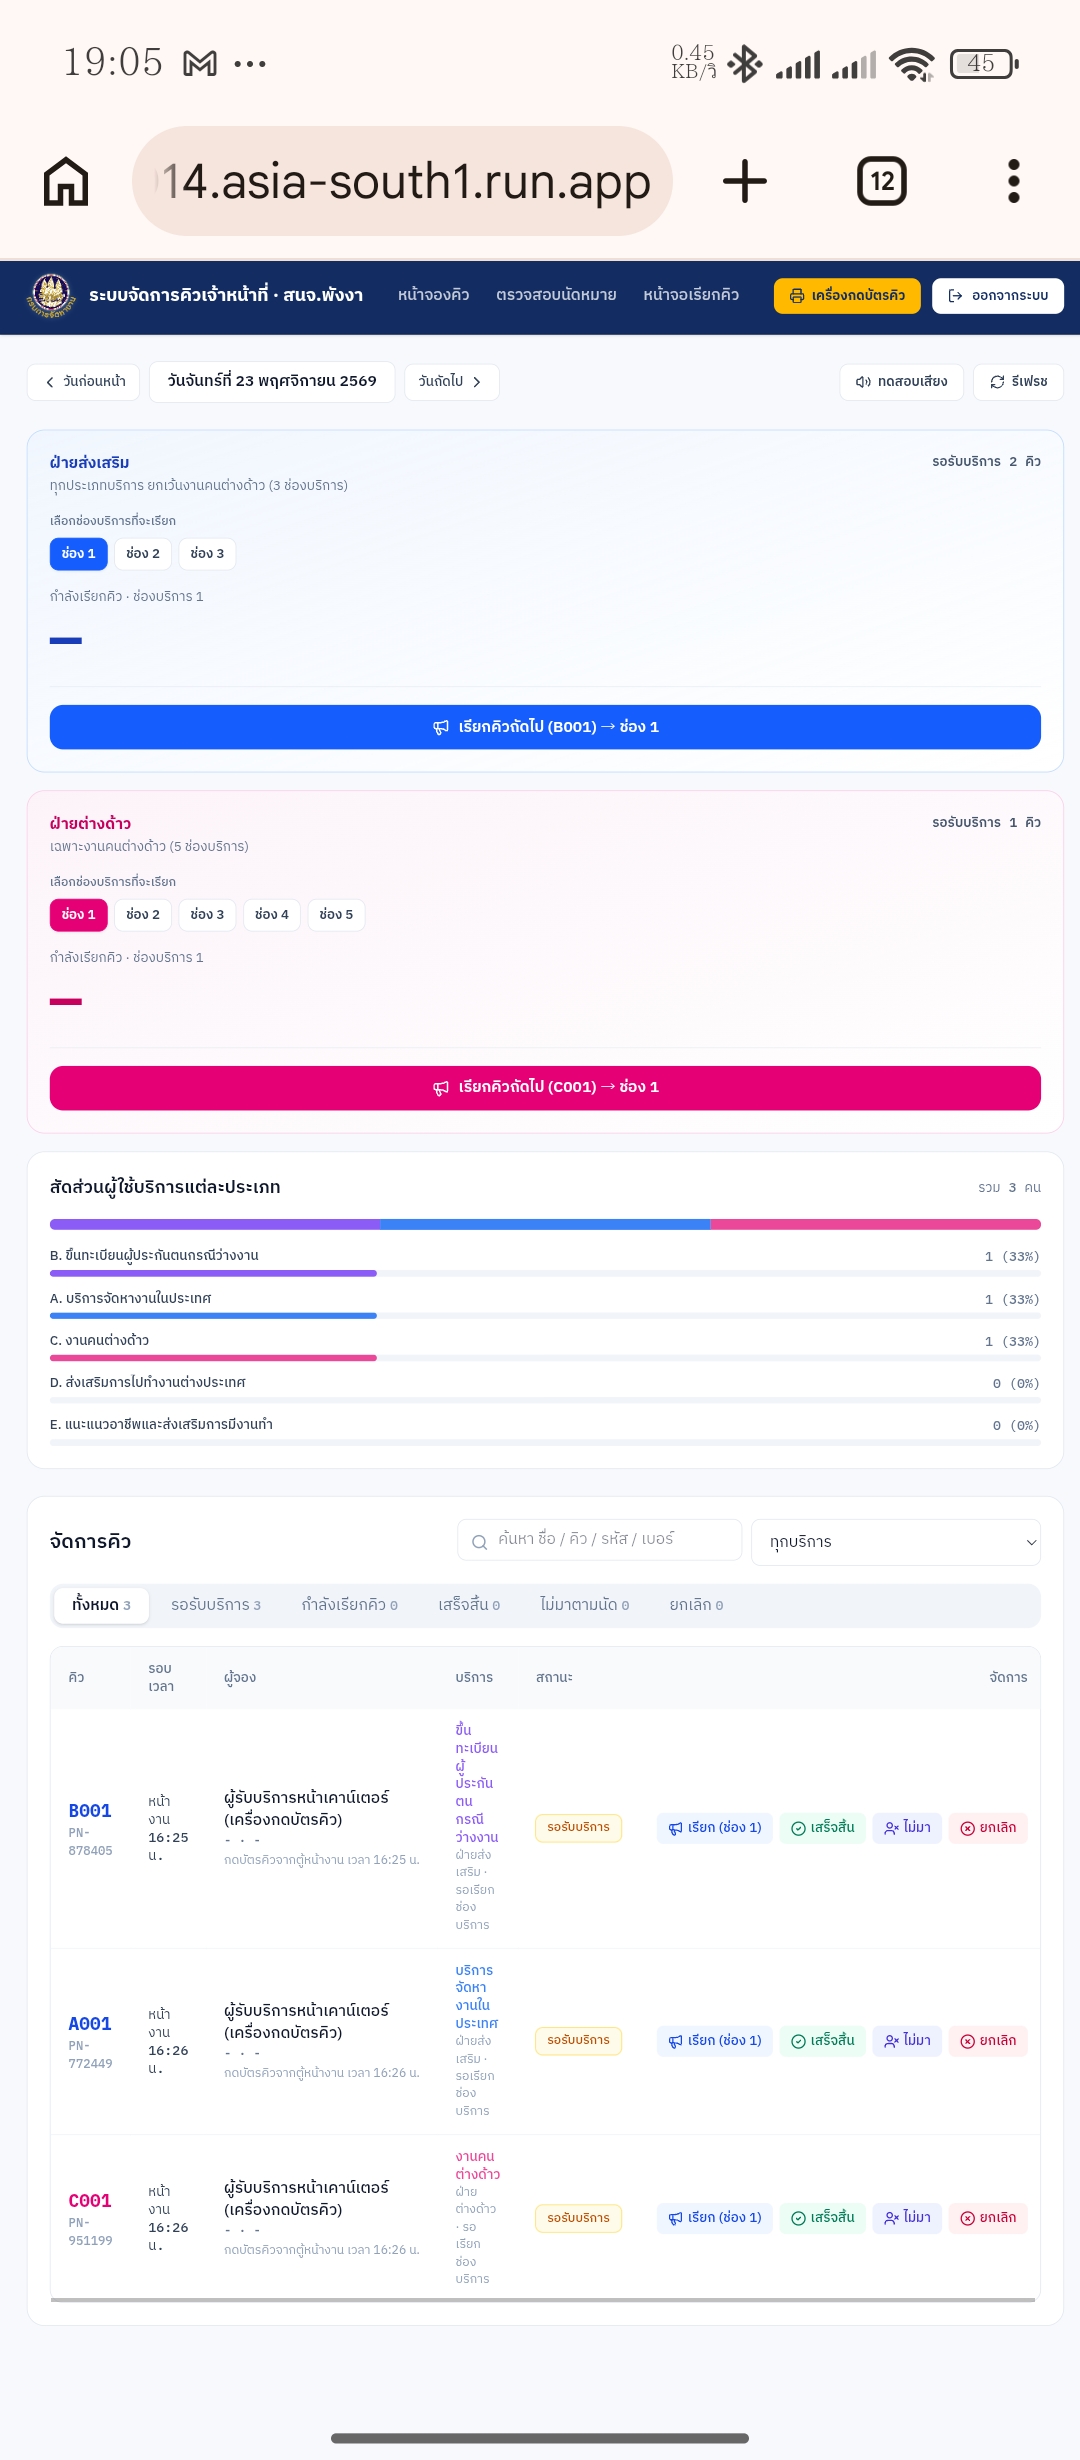 19:05
0.45
KB/วิ
45
14.asia-south1.run.app
12
ระบบจัดการคิวเจ้าหน้าที่ · สนจ.พังงา หน้าจองคิว ตรวจสอบนัดหมาย หน้าจอเรียกคิว เครื่องกดบัตรคิว ออกจากระบบ
วันก่อนหน้า วันจันทร์ที่ 23 พฤศจิกายน 2569 วันถัดไป ทดสอบเสียง รีเฟรช
ฝ่ายส่งเสริม รอรับบริการ 2 คิว
ทุกประเภทบริการ ยกเว้นงานคนต่างด้าว (3 ช่องบริการ)
เลือกช่องบริการที่จะเรียก
ช่อง 1 ช่อง 2 ช่อง 3
กำลังเรียกคิว · ช่องบริการ 1
—
เรียกคิวถัดไป (B001) → ช่อง 1
ฝ่ายต่างด้าว รอรับบริการ 1 คิว
เฉพาะงานคนต่างด้าว (5 ช่องบริการ)
เลือกช่องบริการที่จะเรียก
ช่อง 1 ช่อง 2 ช่อง 3 ช่อง 4 ช่อง 5
กำลังเรียกคิว · ช่องบริการ 1
—
เรียกคิวถัดไป (C001) → ช่อง 1
สัดส่วนผู้ใช้บริการแต่ละประเภท รวม 3 คน
B. ขึ้นทะเบียนผู้ประกันตนกรณีว่างงาน 1 (33%)
A. บริการจัดหางานในประเทศ 1 (33%)
C. งานคนต่างด้าว 1 (33%)
D. ส่งเสริมการไปทำงานต่างประเทศ 0 (0%)
E. แนะแนวอาชีพและส่งเสริมการมีงานทำ 0 (0%)
จัดการคิว ค้นหา ชื่อ / คิว / รหัส / เบอร์ ทุกบริการ
ทั้งหมด 3 รอรับบริการ 3 กำลังเรียกคิว 0 เสร็จสิ้น 0 ไม่มาตามนัด 0 ยกเลิก 0
คิว
รอบ
เวลา
ผู้จอง
บริการ
สถานะ
จัดการ
B001
PN-
878405
หน้า
งาน
16:25
น.
ผู้รับบริการหน้าเคาน์เตอร์
(เครื่องกดบัตรคิว)
- · -
กดบัตรคิวจากตู้หน้างาน เวลา 16:25 น.
ขึ้น
ทะเบียน
ผู้
ประกัน
ตน
กรณี
ว่างงาน
ฝ่ายส่ง
เสริม ·
รอเรียก
ช่อง
บริการ
รอรับบริการ
เรียก (ช่อง 1) เสร็จสิ้น ไม่มา ยกเลิก
A001
PN-
772449
หน้า
งาน
16:26
น.
ผู้รับบริการหน้าเคาน์เตอร์
(เครื่องกดบัตรคิว)
- · -
กดบัตรคิวจากตู้หน้างาน เวลา 16:26 น.
บริการ
จัดหา
งานใน
ประเทศ
ฝ่ายส่ง
เสริม ·
รอเรียก
ช่อง
บริการ
รอรับบริการ
เรียก (ช่อง 1) เสร็จสิ้น ไม่มา ยกเลิก
C001
PN-
951199
หน้า
งาน
16:26
น.
ผู้รับบริการหน้าเคาน์เตอร์
(เครื่องกดบัตรคิว)
- · -
กดบัตรคิวจากตู้หน้างาน เวลา 16:26 น.
งานคน
ต่างด้าว
ฝ่าย
ต่างด้าว
· รอ
เรียก
ช่อง
บริการ
รอรับบริการ
เรียก (ช่อง 1) เสร็จสิ้น ไม่มา ยกเลิก